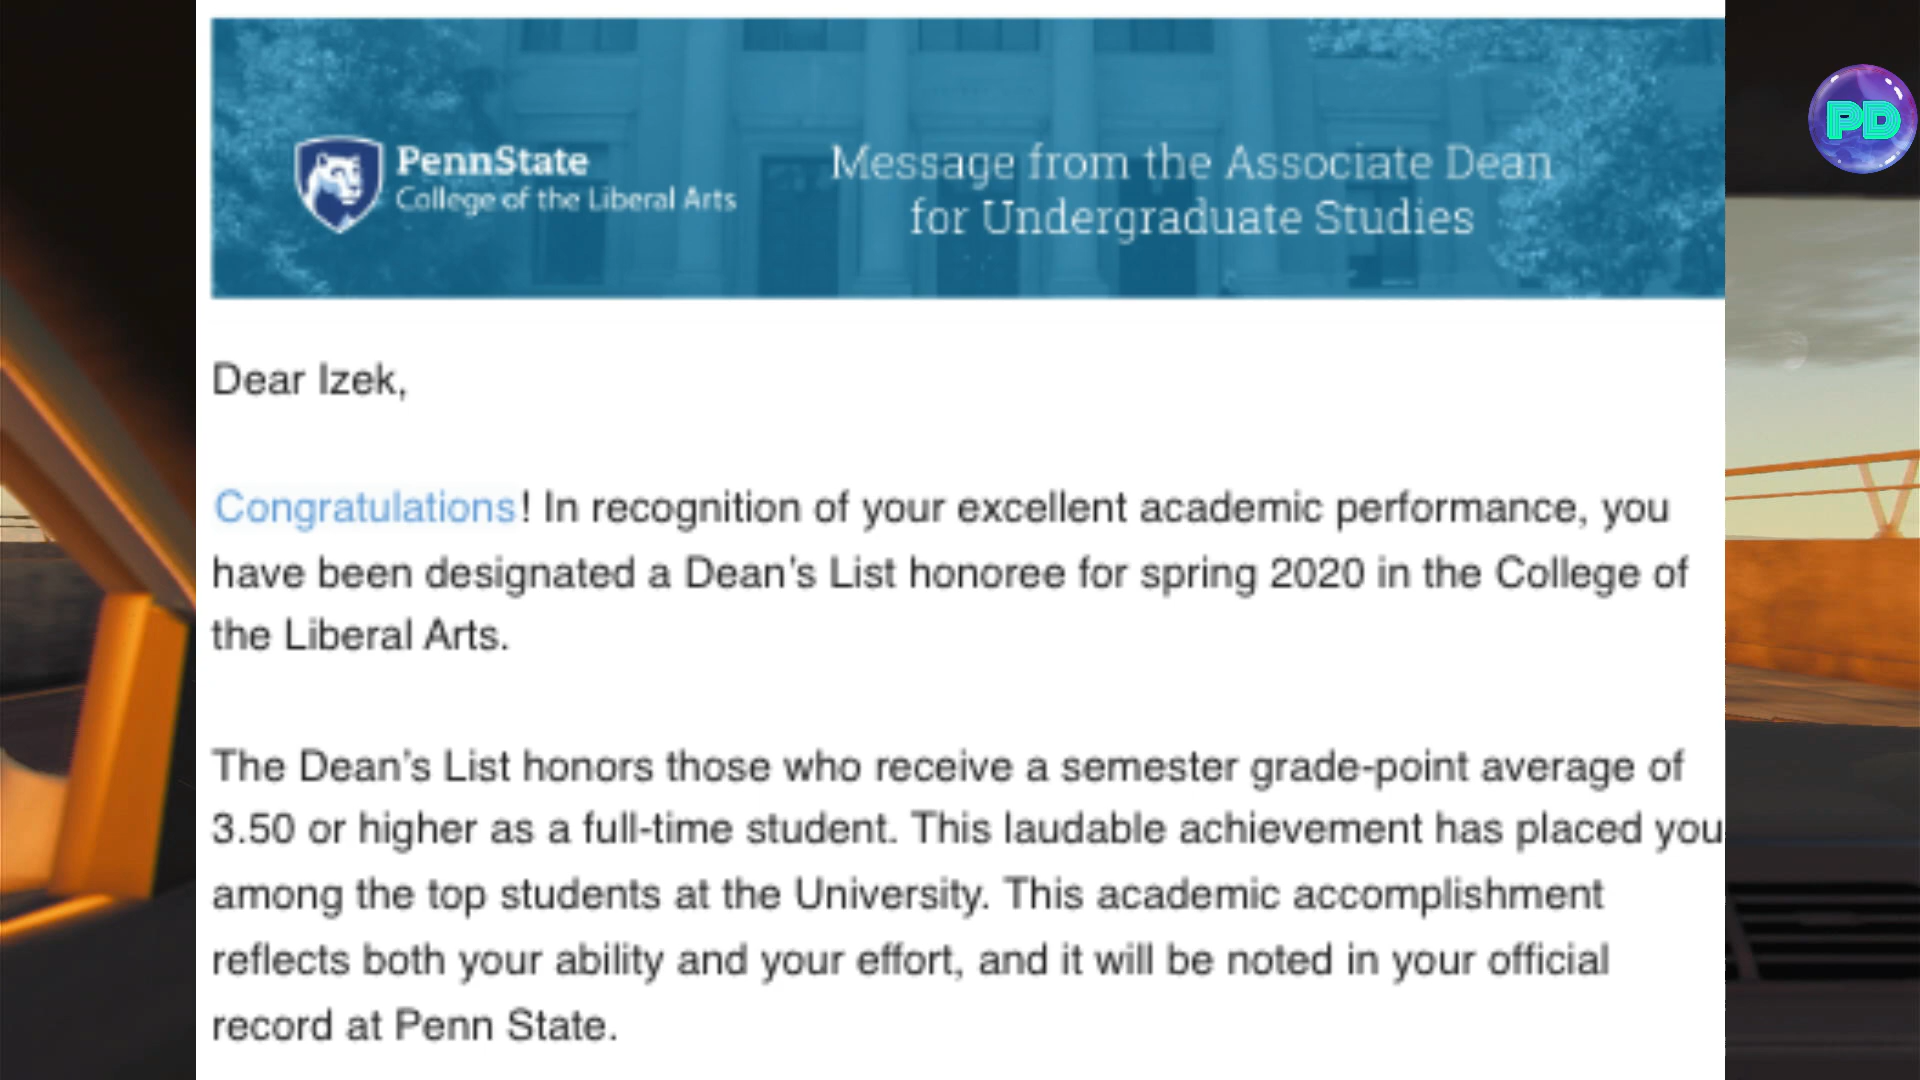 PennState
College of the Liberal Arts
Message from the Associate Dean
for Undergraduate Studies
PD
Dear Izek,
Congratulations! In recognition of your excellent academic performance, you
have been designated a Dean's List honoree for spring 2020 in the College of
the Liberal Arts.
The Dean's List honors those who receive a semester grade-point average of
3.50 or higher as a full-time student. This laudable achievement has placed you
among the top students at the University. This academic accomplishment
reflects both your ability and your effort, and it will be noted in your official
record at Penn State.